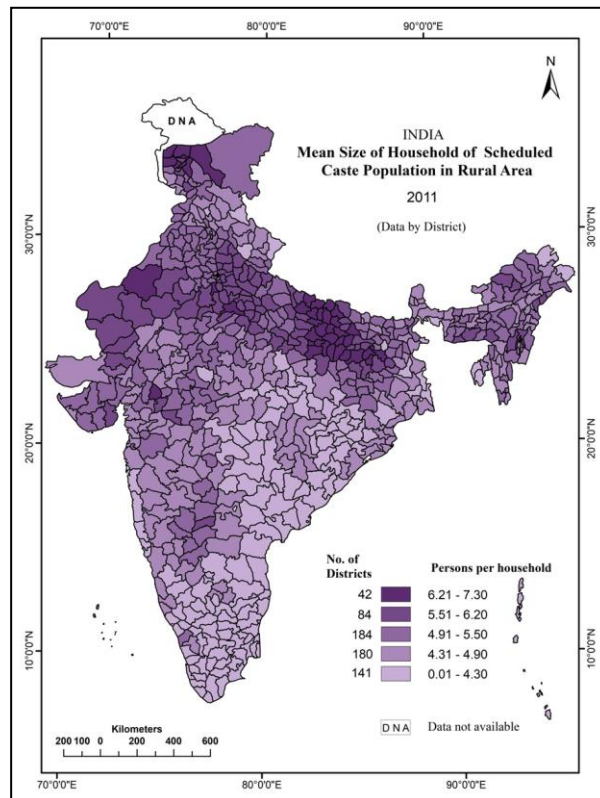 70°0'0"E 80°0'0"E 90°0'0"E
N
DNA
INDIA
Mean Size of Household of Scheduled
Caste Population in Rural Area
2011
(Data by District)
30°0'0"N 30°0'0"N
20°0'0"N 20°0'0"N
10°0'0"N 10°0'0"N
No. of
Districts Persons per household
42 6.21 - 7.30
84 5.51 - 6.20
184 4.91 - 5.50
180 4.31 - 4.90
141 0.01 - 4.30
DNA Data not available
Kilometers
200 100 0 200 400 600
70°0'0"E 80°0'0"E 90°0'0"E